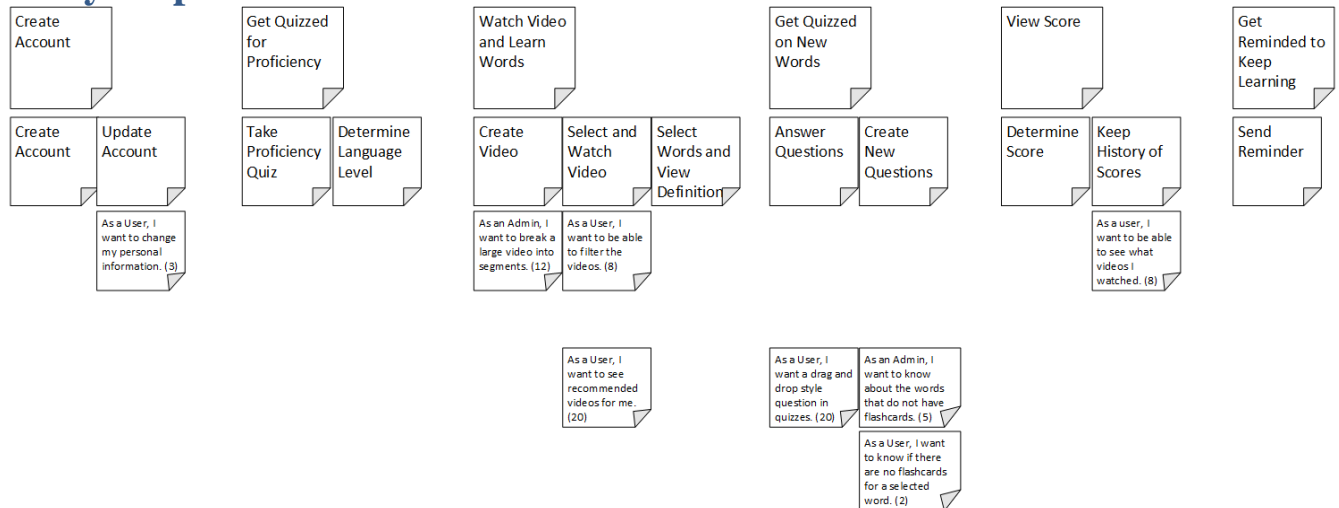 Create
Account
Get Quizzed
for
Proficiency
Watch Video
and Learn
Words
Get Quizzed
on New
Words
View Score
Get
Reminded to
Keep
Learning
Create
Account
Update
Account
Take
Proficiency
Quiz
Determine
Language
Level
Create
Video
Select and
Watch
Video
Select
Words and
View
Definition
Answer
Questions
Create
New
Questions
Determine
Score
Keep
History of
Scores
Send
Reminder
As a User, I
want to change
my personal
information. (3)
As an Admin, I
want to break a
large video into
segments. (12)
As a User, I
want to be able
to filter the
videos. (8)
As a user, I
want to be able
to see what
videos I
watched. (8)
As a User, I
want to see
recommended
videos for me.
(20)
As a User, I
want a drag and
drop style
question in
quizzes. (20)
As an Admin, I
want to know
about the words
that do not have
flashcards. (5)
As a User, I want
to know if there
are no flashcards
for a selected
word. (2)